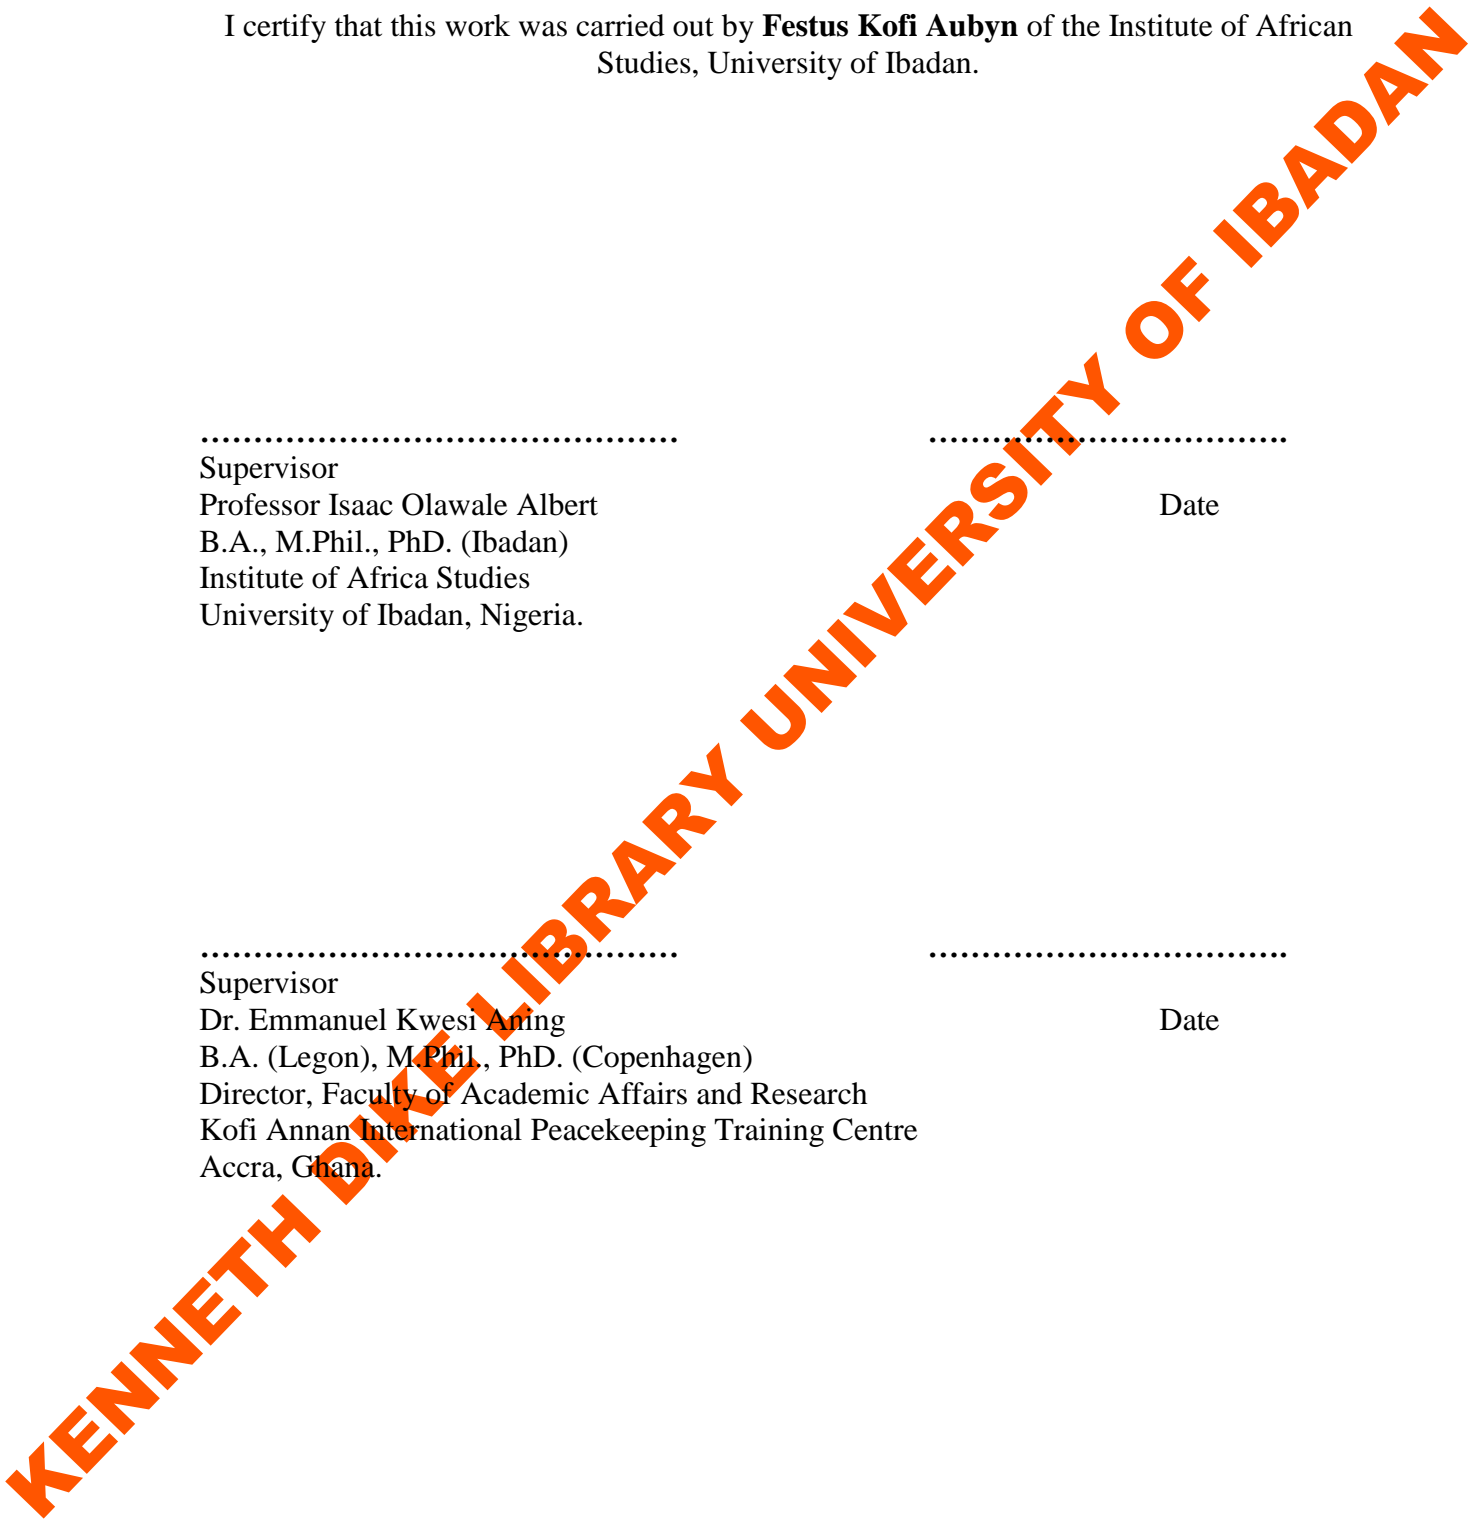 I certify that this work was carried out by Festus Kofi Aubyn of the Institute of African
Studies, University of Ibadan.
………………………………………. …………………………….
Supervisor
Professor Isaac Olawale Albert Date
B.A., M.Phil., PhD. (Ibadan)
Institute of Africa Studies
University of Ibadan, Nigeria.
………………………………………. …………………………….
Supervisor
Dr. Emmanuel Kwesi Aning Date
B.A. (Legon), M.Phil., PhD. (Copenhagen)
Director, Faculty of Academic Affairs and Research
Kofi Annan International Peacekeeping Training Centre
Accra, Ghana.
KENNETH DIKE LIBRARY UNIVERSITY OF IBADAN